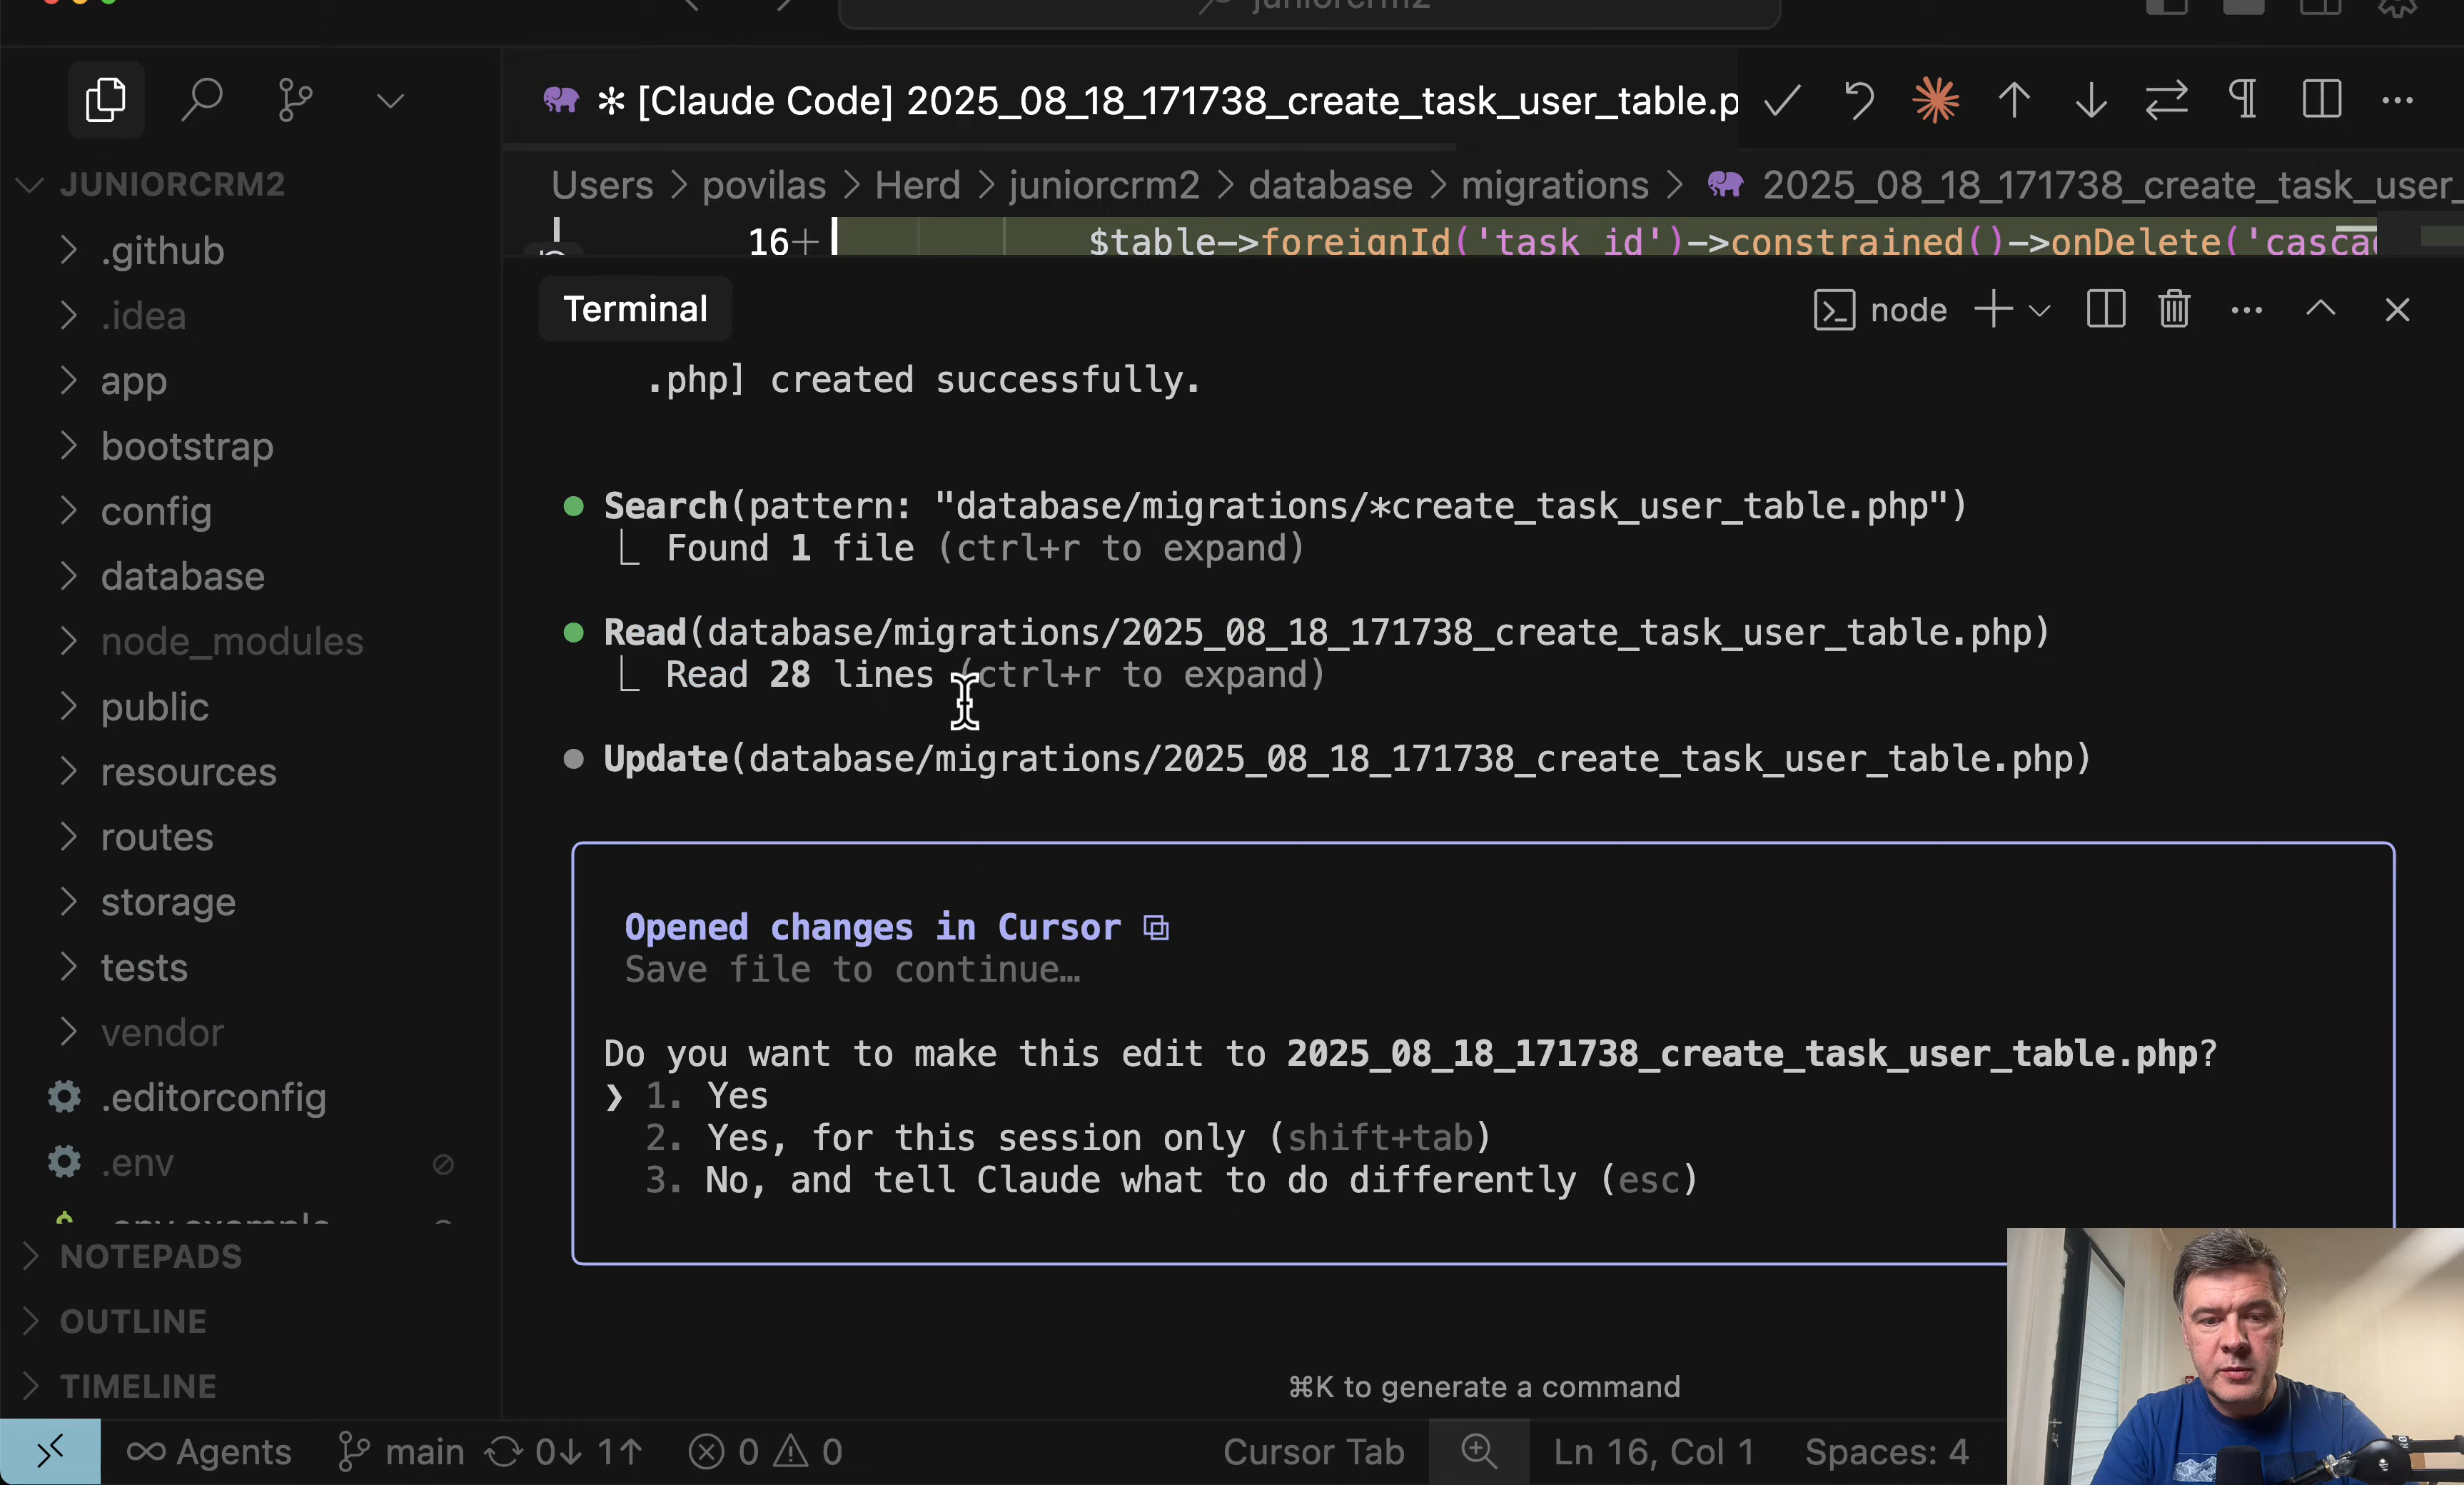 juniorcrm2
JUNIORCRM2
.github
.idea
app
bootstrap
config
database
node_modules
public
resources
routes
storage
tests
vendor
.editorconfig
.env
.env.example
NOTEPADS
OUTLINE
TIMELINE
[Claude Code] 2025_08_18_171738_create_task_user_table.p
Users > povilas > Herd > juniorcrm2 > database > migrations > 2025_08_18_171738_create_task_user_
16+ $table->foreignId('task_id')->constrained()->onDelete('cascad
Terminal
node
.php] created successfully.
Search(pattern: "database/migrations/*create_task_user_table.php")
Found 1 file (ctrl+r to expand)
Read(database/migrations/2025_08_18_171738_create_task_user_table.php)
Read 28 lines (ctrl+r to expand)
Update(database/migrations/2025_08_18_171738_create_task_user_table.php)
Opened changes in Cursor
Save file to continue…
Do you want to make this edit to 2025_08_18_171738_create_task_user_table.php?
❯ 1. Yes
2. Yes, for this session only (shift+tab)
3. No, and tell Claude what to do differently (esc)
⌘K to generate a command
Agents main 0↓ 1↑ 0 0 Cursor Tab Ln 16, Col 1 Spaces: 4